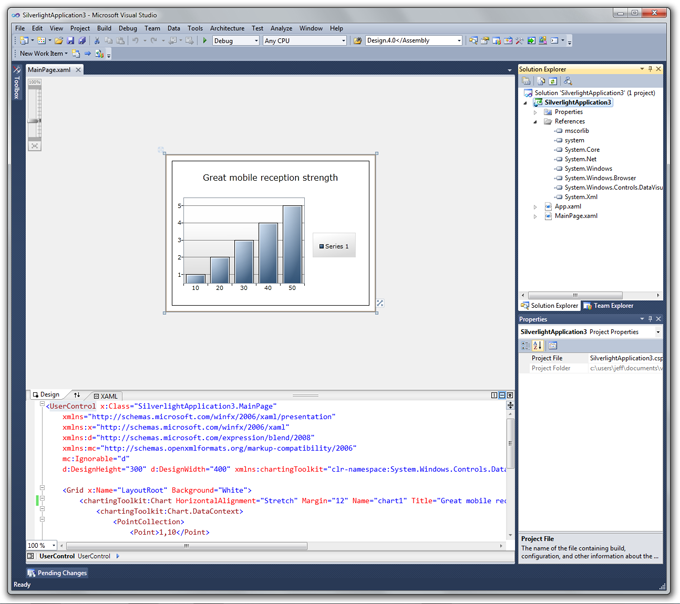 SilverlightApplication3 - Microsoft Visual Studio
File Edit View Project Build Debug Team Data Tools Architecture Test Analyze Window Help
Debug Any CPU Design.4.0</Assembly>
New Work Item
Toolbox
MainPage.xaml
100%
Great mobile reception strength
5
4
3
2
1
10 20 30 40 50
Series 1
Design XAML
<UserControl x:Class="SilverlightApplication3.MainPage"
xmlns="http://schemas.microsoft.com/winfx/2006/xaml/presentation"
xmlns:x="http://schemas.microsoft.com/winfx/2006/xaml"
xmlns:d="http://schemas.microsoft.com/expression/blend/2008"
xmlns:mc="http://schemas.openxmlformats.org/markup-compatibility/2006"
mc:Ignorable="d"
d:DesignHeight="300" d:DesignWidth="400" xmlns:chartingToolkit="clr-namespace:System.Windows.Controls.Data
<Grid x:Name="LayoutRoot" Background="White">
<chartingToolkit:Chart HorizontalAlignment="Stretch" Margin="12" Name="chart1" Title="Great mobile rec
<chartingToolkit:Chart.DataContext>
<PointCollection>
<Point>1,10</Point>
100 %
UserControl UserControl
Solution Explorer
Solution 'SilverlightApplication3' (1 project)
SilverlightApplication3
Properties
References
mscorlib
system
System.Core
System.Net
System.Windows
System.Windows.Browser
System.Windows.Controls.DataVisu
System.Xml
App.xaml
MainPage.xaml
Solution Explorer Team Explorer
Properties
SilverlightApplication3 Project Properties
Project File SilverlightApplication3.csp
Project Folder c:\users\jeff\documents\v
Project File
The name of the file containing build,
configuration, and other information about the ...
Pending Changes
Ready